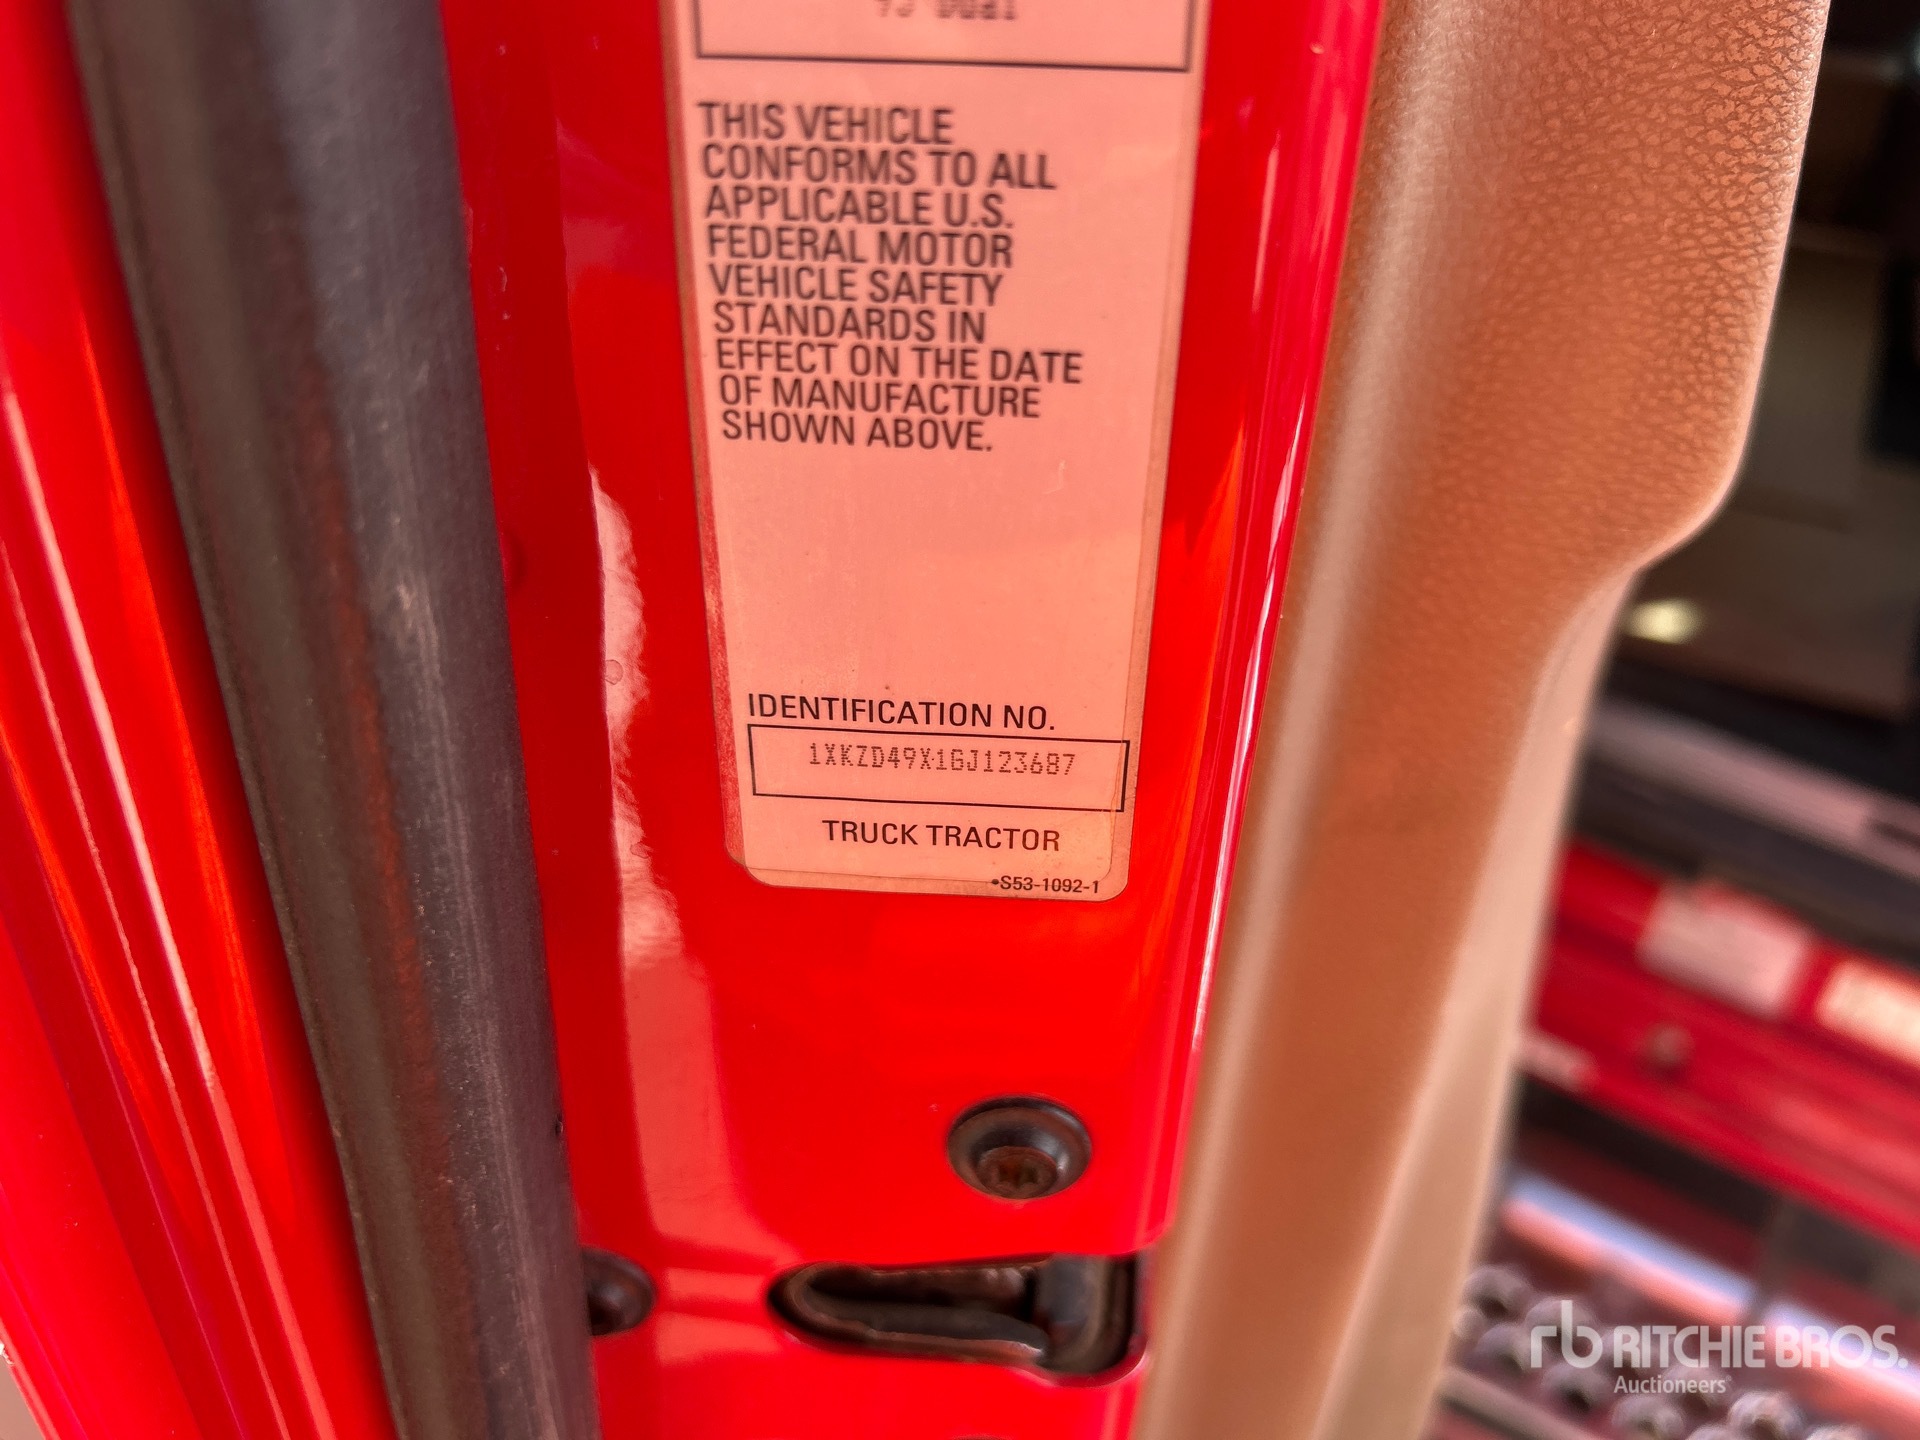 THIS VEHICLE
CONFORMS TO ALL
APPLICABLE U.S.
FEDERAL MOTOR
VEHICLE SAFETY
STANDARDS IN
EFFECT ON THE DATE
OF MANUFACTURE
SHOWN ABOVE.
IDENTIFICATION NO.
1XKZD49X1GJ123687
TRUCK TRACTOR
•S53-1092-1
rb RITCHIE BROS.
Auctioneers